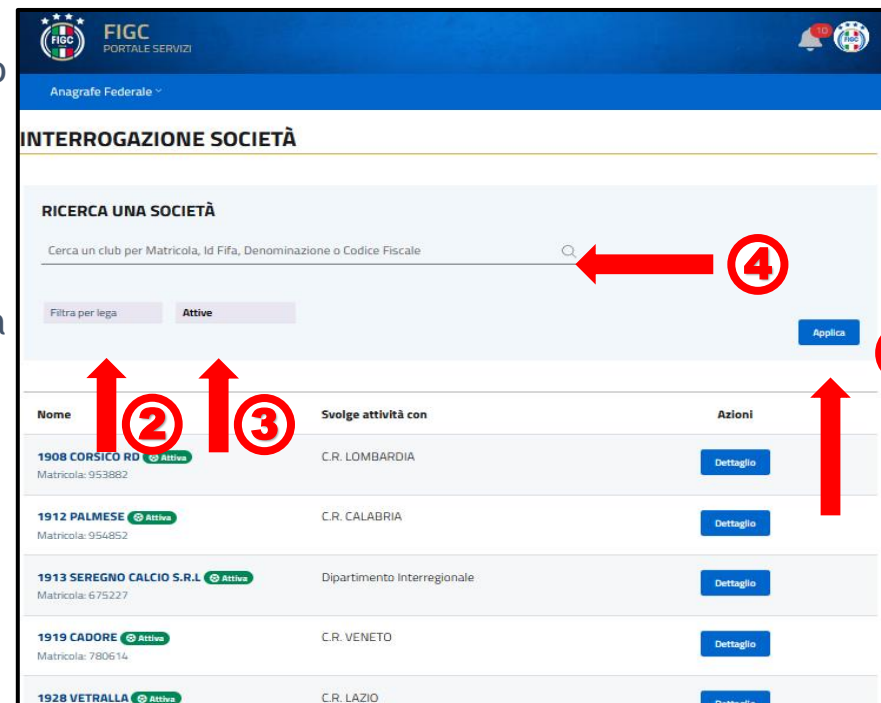 FIGC
PORTALE SERVIZI
10
Anagrafe Federale
INTERROGAZIONE SOCIETÀ
RICERCA UNA SOCIETÀ
Cerca un club per Matricola, Id Fifa, Denominazione o Codice Fiscale
4
Filtra per lega Attive
Applica
2 3
Nome Svolge attività con Azioni
1908 CORSICO RD Attiva C.R. LOMBARDIA Dettaglio
Matricola: 953882
1912 PALMESE Attiva C.R. CALABRIA Dettaglio
Matricola: 954852
1913 SEREGNO CALCIO S.R.L Attiva Dipartimento Interregionale Dettaglio
Matricola: 675227
1919 CADORE Attiva C.R. VENETO Dettaglio
Matricola: 780614
1928 VETRALLA Attiva C.R. LAZIO